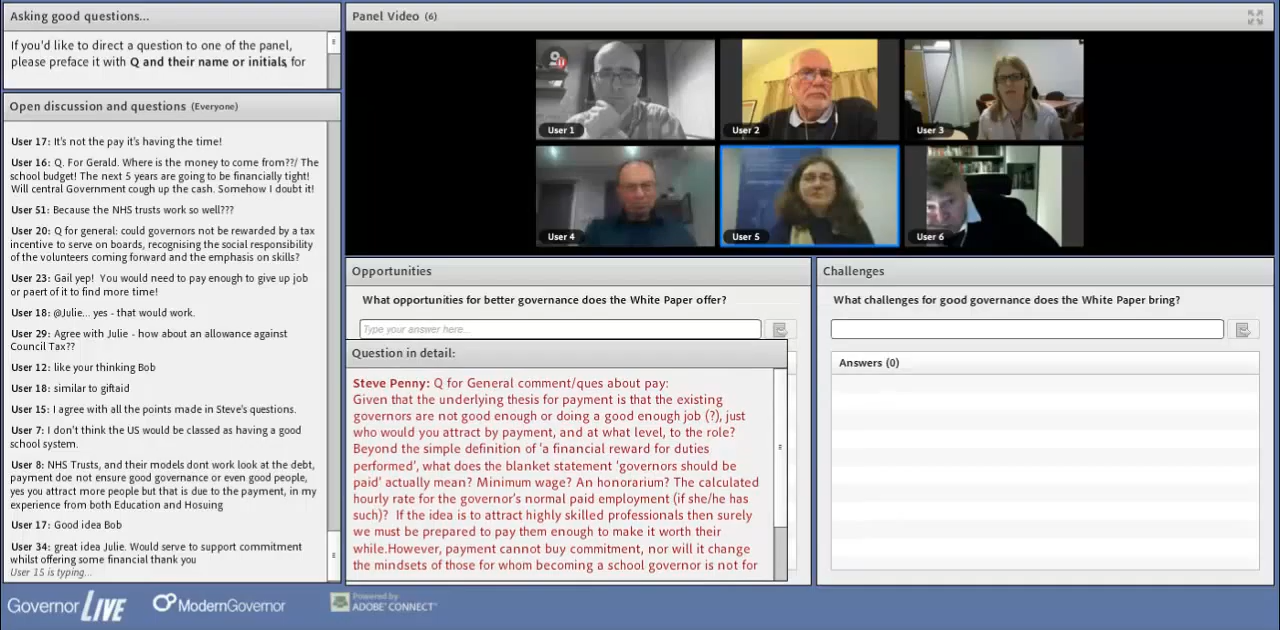 Asking good questions...
If you'd like to direct a question to one of the panel,
please preface it with Q and their name or initials, for
Open discussion and questions (Everyone)
User 17: It's not the pay it's having the time!
User 16: Q. For Gerald. Where is the money to come from??/ The
school budget! The next 5 years are going to be financially tight!
Will central Government cough up the cash. Somehow I doubt it!
User 51: Because the NHS trusts work so well???
User 20: Q for general: could governors not be rewarded by a tax
incentive to serve on boards, recognising the social responsibility
of the volunteers coming forward and the emphasis on skills?
User 23: Gail yep! You would need to pay enough to give up job
or paert of it to find more time!
User 18: @Julie... yes - that would work.
User 29: Agree with Julie - how about an allowance against
Council Tax??
User 12: like your thinking Bob
User 18: similar to giftaid
User 15: I agree with all the points made in Steve's questions.
User 7: I don't think the US would be classed as having a good
school system.
User 8: NHS Trusts, and their models dont work look at the debt,
payment doe not ensure good governance or even good people,
yes you attract more people but that is due to the payment, in my
experience from both Education and Hosuing
User 17: Good idea Bob
User 34: great idea Julie. Would serve to support commitment
whilst offering some financial thank you
User 15 is typing...
Panel Video (6)
User 1
User 2
User 3
User 4
User 5
User 6
Opportunities
What opportunities for better governance does the White Paper offer?
Type your answer here...
Question in detail:
Steve Penny: Q for General comment/ques about pay:
Given that the underlying thesis for payment is that the existing
governors are not good enough or doing a good enough job (?), just
who would you attract by payment, and at what level, to the role?
Beyond the simple definition of 'a financial reward for duties
performed', what does the blanket statement 'governors should be
paid' actually mean? Minimum wage? An honorarium? The calculated
hourly rate for the governor's normal paid employment (if she/he has
such)? If the idea is to attract highly skilled professionals then surely
we must be prepared to pay them enough to make it worth their
while.However, payment cannot buy commitment, nor will it change
the mindsets of those for whom becoming a school governor is not for
Challenges
What challenges for good governance does the White Paper bring?
Answers (0)
Governor LIVE
ModernGovernor
Powered by
ADOBE' CONNECT™